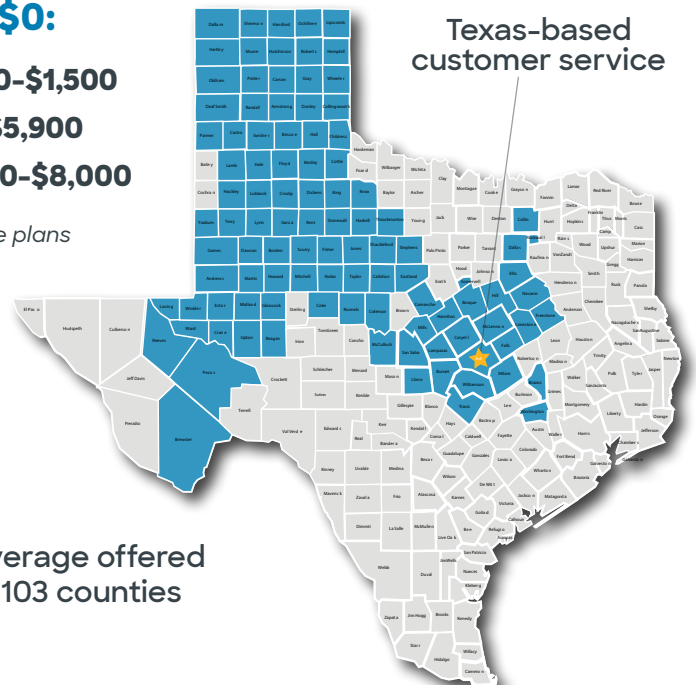 $0:
0-$1,500
$5,900
0-$8,000
e plans
Texas-based
customer service
verage offered
103 counties
Dallam
Sherman
Hansford
Ochiltree
Lipscomb
Hartley
Moore
Hutchinson
Roberts
Hemphill
Oldham
Potter
Carson
Gray
Wheeler
Deaf Smith
Randall
Armstrong
Donley
Collingsworth
Parmer
Castro
Swisher
Briscoe
Hall
Childress
Hardeman
Bailey
Lamb
Hale
Floyd
Motley
Cottle
Foard
Wilbarger
Wichita
Clay
Cochran
Hockley
Lubbock
Crosby
Dickens
King
Knox
Baylor
Archer
Montague
Cooke
Grayson
Fannin
Lamar
Red River
Bowie
Yoakum
Terry
Lynn
Garza
Kent
Stonewall
Haskell
Throckmorton
Young
Jack
Wise
Denton
Collin
Hunt
Delta
Hopkins
Franklin
Titus
Morris
Camp
Cass
Gaines
Dawson
Borden
Scurry
Fisher
Jones
Shackelford
Stephens
Palo Pinto
Parker
Tarrant
Dallas
Kaufman
Rains
VanZandt
Wood
Upshur
Marion
Harrison
Gregg
Andrews
Martin
Howard
Mitchell
Nolan
Taylor
Callahan
Eastland
Erath
Hood
Johnson
Ellis
Henderson
Smith
Rusk
Panola
El Paso
Hudspeth
Culberson
Loving
Winkler
Ector
Midland
Glasscock
Sterling
Coke
Runnels
Coleman
Brown
Comanche
Bosque
Hill
Navarro
Anderson
Cherokee
Shelby
Nacogdoches
SanAugustine
Sabine
Reeves
Ward
Crane
Upton
Reagan
Irion
Tom Green
Concho
McCulloch
San Saba
Mills
Hamilton
Coryell
McLennan
Limestone
Freestone
Leon
Houston
Angelina
Jeff Davis
Pecos
Crockett
Schleicher
Menard
Mason
Llano
Lampasas
Burnet
Falls
Robertson
Madison
Trinity
Polk
Tyler
Jasper
Newton
Presidio
Brewster
Terrell
Sutton
Kimble
Gillespie
Blanco
Williamson
Milam
Brazos
Grimes
Walker
San Jacinto
Hardin
Orange
Val Verde
Edwards
Real
Kerr
Bandera
Kendall
Hays
Travis
Bastrop
Lee
Burleson
Washington
Austin
Waller
Harris
Montgomery
Liberty
Jefferson
Chambers
Galveston
Kinney
Uvalde
Medina
Bexar
Comal
Guadalupe
Caldwell
Gonzales
Fayette
Lavaca
Colorado
Wharton
Fort Bend
Brazoria
Maverick
Zavala
Frio
Atascosa
Wilson
Karnes
De Witt
Victoria
Jackson
Matagorda
Dimmit
La Salle
McMullen
Live Oak
Bee
Goliad
Refugio
Calhoun
Webb
Duval
Jim Wells
San Patricio
Nueces
Kleberg
Zapata
Jim Hogg
Brooks
Kenedy
Starr
Hidalgo
Willacy
Cameron